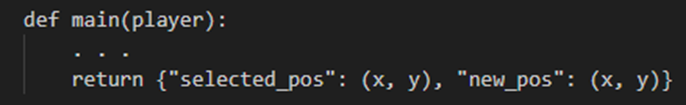 def main(player):
    . . .
    return {"selected_pos": (x, y), "new_pos": (x, y)}